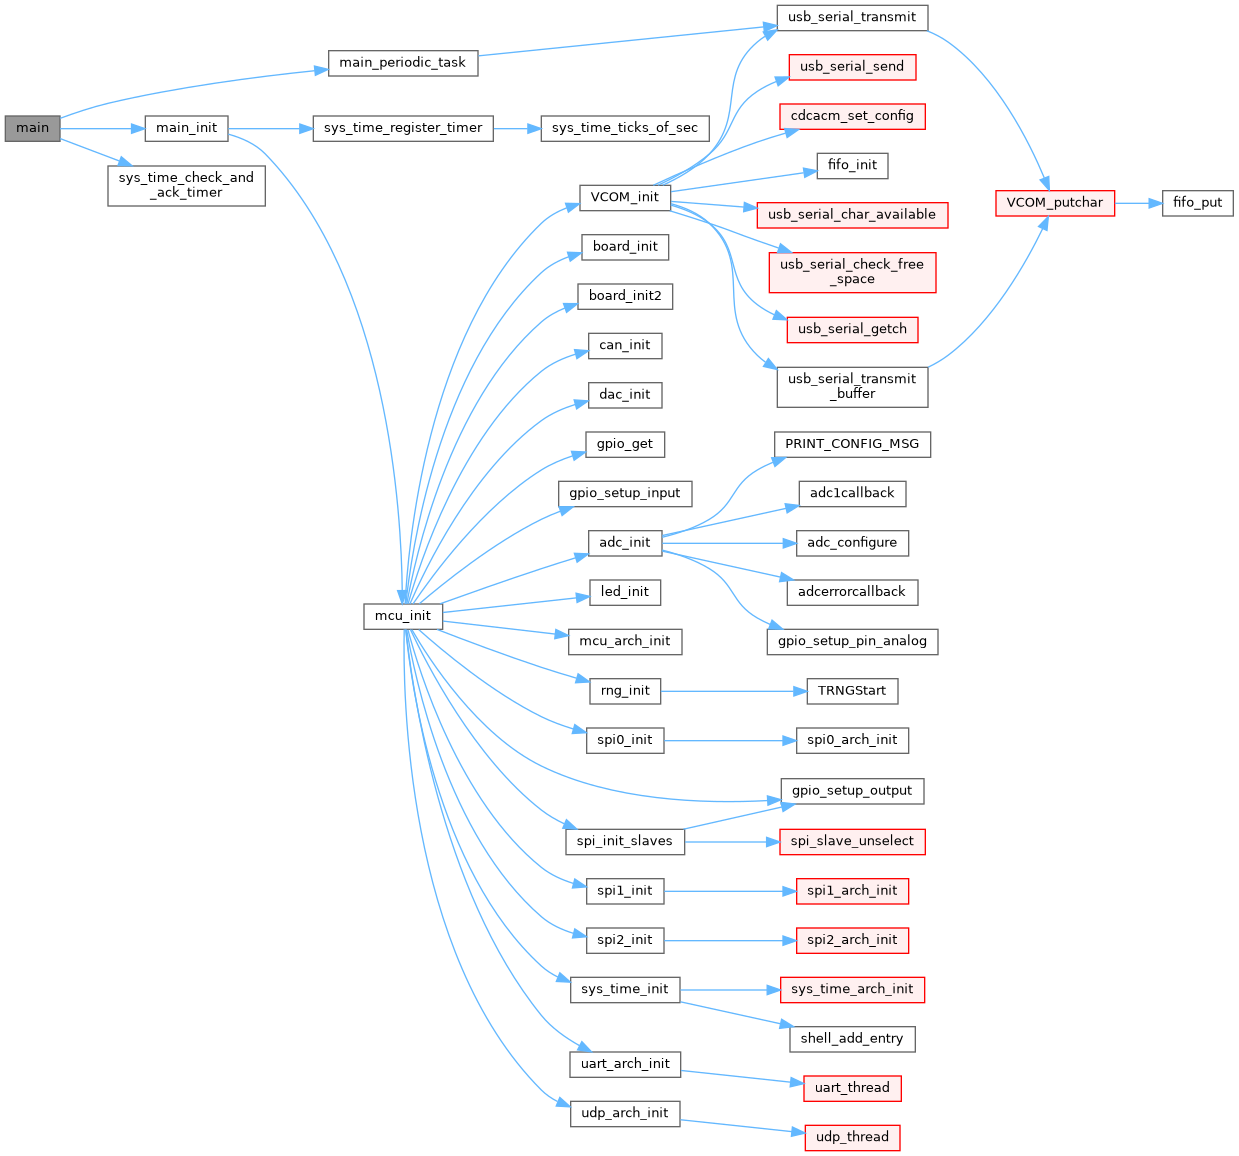 main
main_periodic_task
main_init
sys_time_check_and
_ack_timer
sys_time_register_timer
sys_time_ticks_of_sec
mcu_init
VCOM_init
board_init
board_init2
can_init
dac_init
gpio_get
gpio_setup_input
adc_init
led_init
mcu_arch_init
rng_init
spi0_init
spi_init_slaves
spi1_init
spi2_init
sys_time_init
uart_arch_init
udp_arch_init
usb_serial_transmit
usb_serial_send
cdcacm_set_config
fifo_init
usb_serial_char_available
usb_serial_check_free
_space
usb_serial_getch
usb_serial_transmit
_buffer
PRINT_CONFIG_MSG
adc1callback
adc_configure
adcerrorcallback
gpio_setup_pin_analog
TRNGStart
spi0_arch_init
gpio_setup_output
spi_slave_unselect
spi1_arch_init
spi2_arch_init
sys_time_arch_init
shell_add_entry
uart_thread
udp_thread
VCOM_putchar
fifo_put